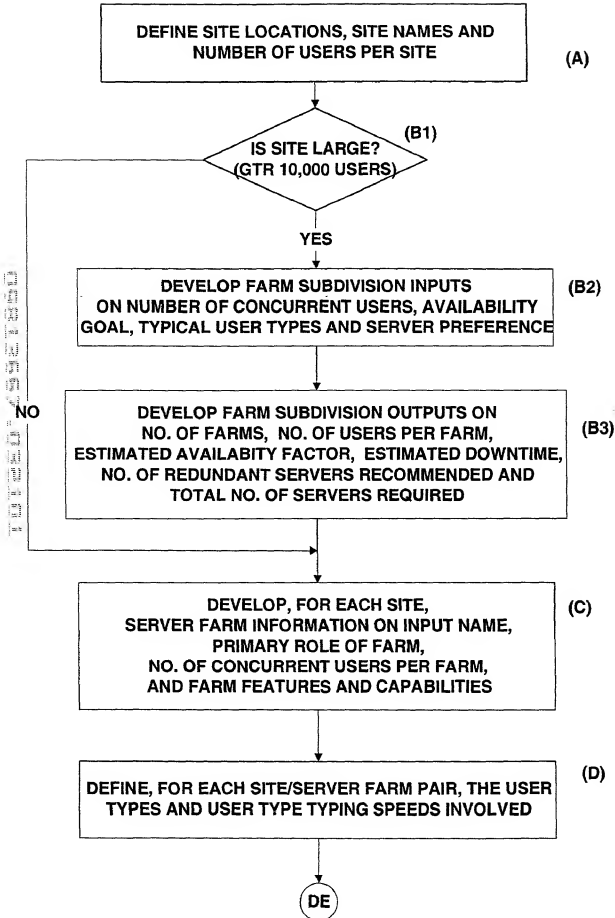 DEFINE SITE LOCATIONS, SITE NAMES AND
NUMBER OF USERS PER SITE
(A)
(B1)
IS SITE LARGE?
(GTR 10,000 USERS)
YES
DEVELOP FARM SUBDIVISION INPUTS
ON NUMBER OF CONCURRENT USERS, AVAILABILITY
GOAL, TYPICAL USER TYPES AND SERVER PREFERENCE
(B2)
NO
DEVELOP FARM SUBDIVISION OUTPUTS ON
NO. OF FARMS, NO. OF USERS PER FARM,
ESTIMATED AVAILABITY FACTOR, ESTIMATED DOWNTIME,
NO. OF REDUNDANT SERVERS RECOMMENDED AND
TOTAL NO. OF SERVERS REQUIRED
(B3)
DEVELOP, FOR EACH SITE,
SERVER FARM INFORMATION ON INPUT NAME,
PRIMARY ROLE OF FARM,
NO. OF CONCURRENT USERS PER FARM,
AND FARM FEATURES AND CAPABILITIES
(C)
DEFINE, FOR EACH SITE/SERVER FARM PAIR, THE USER
TYPES AND USER TYPE TYPING SPEEDS INVOLVED
(D)
DE